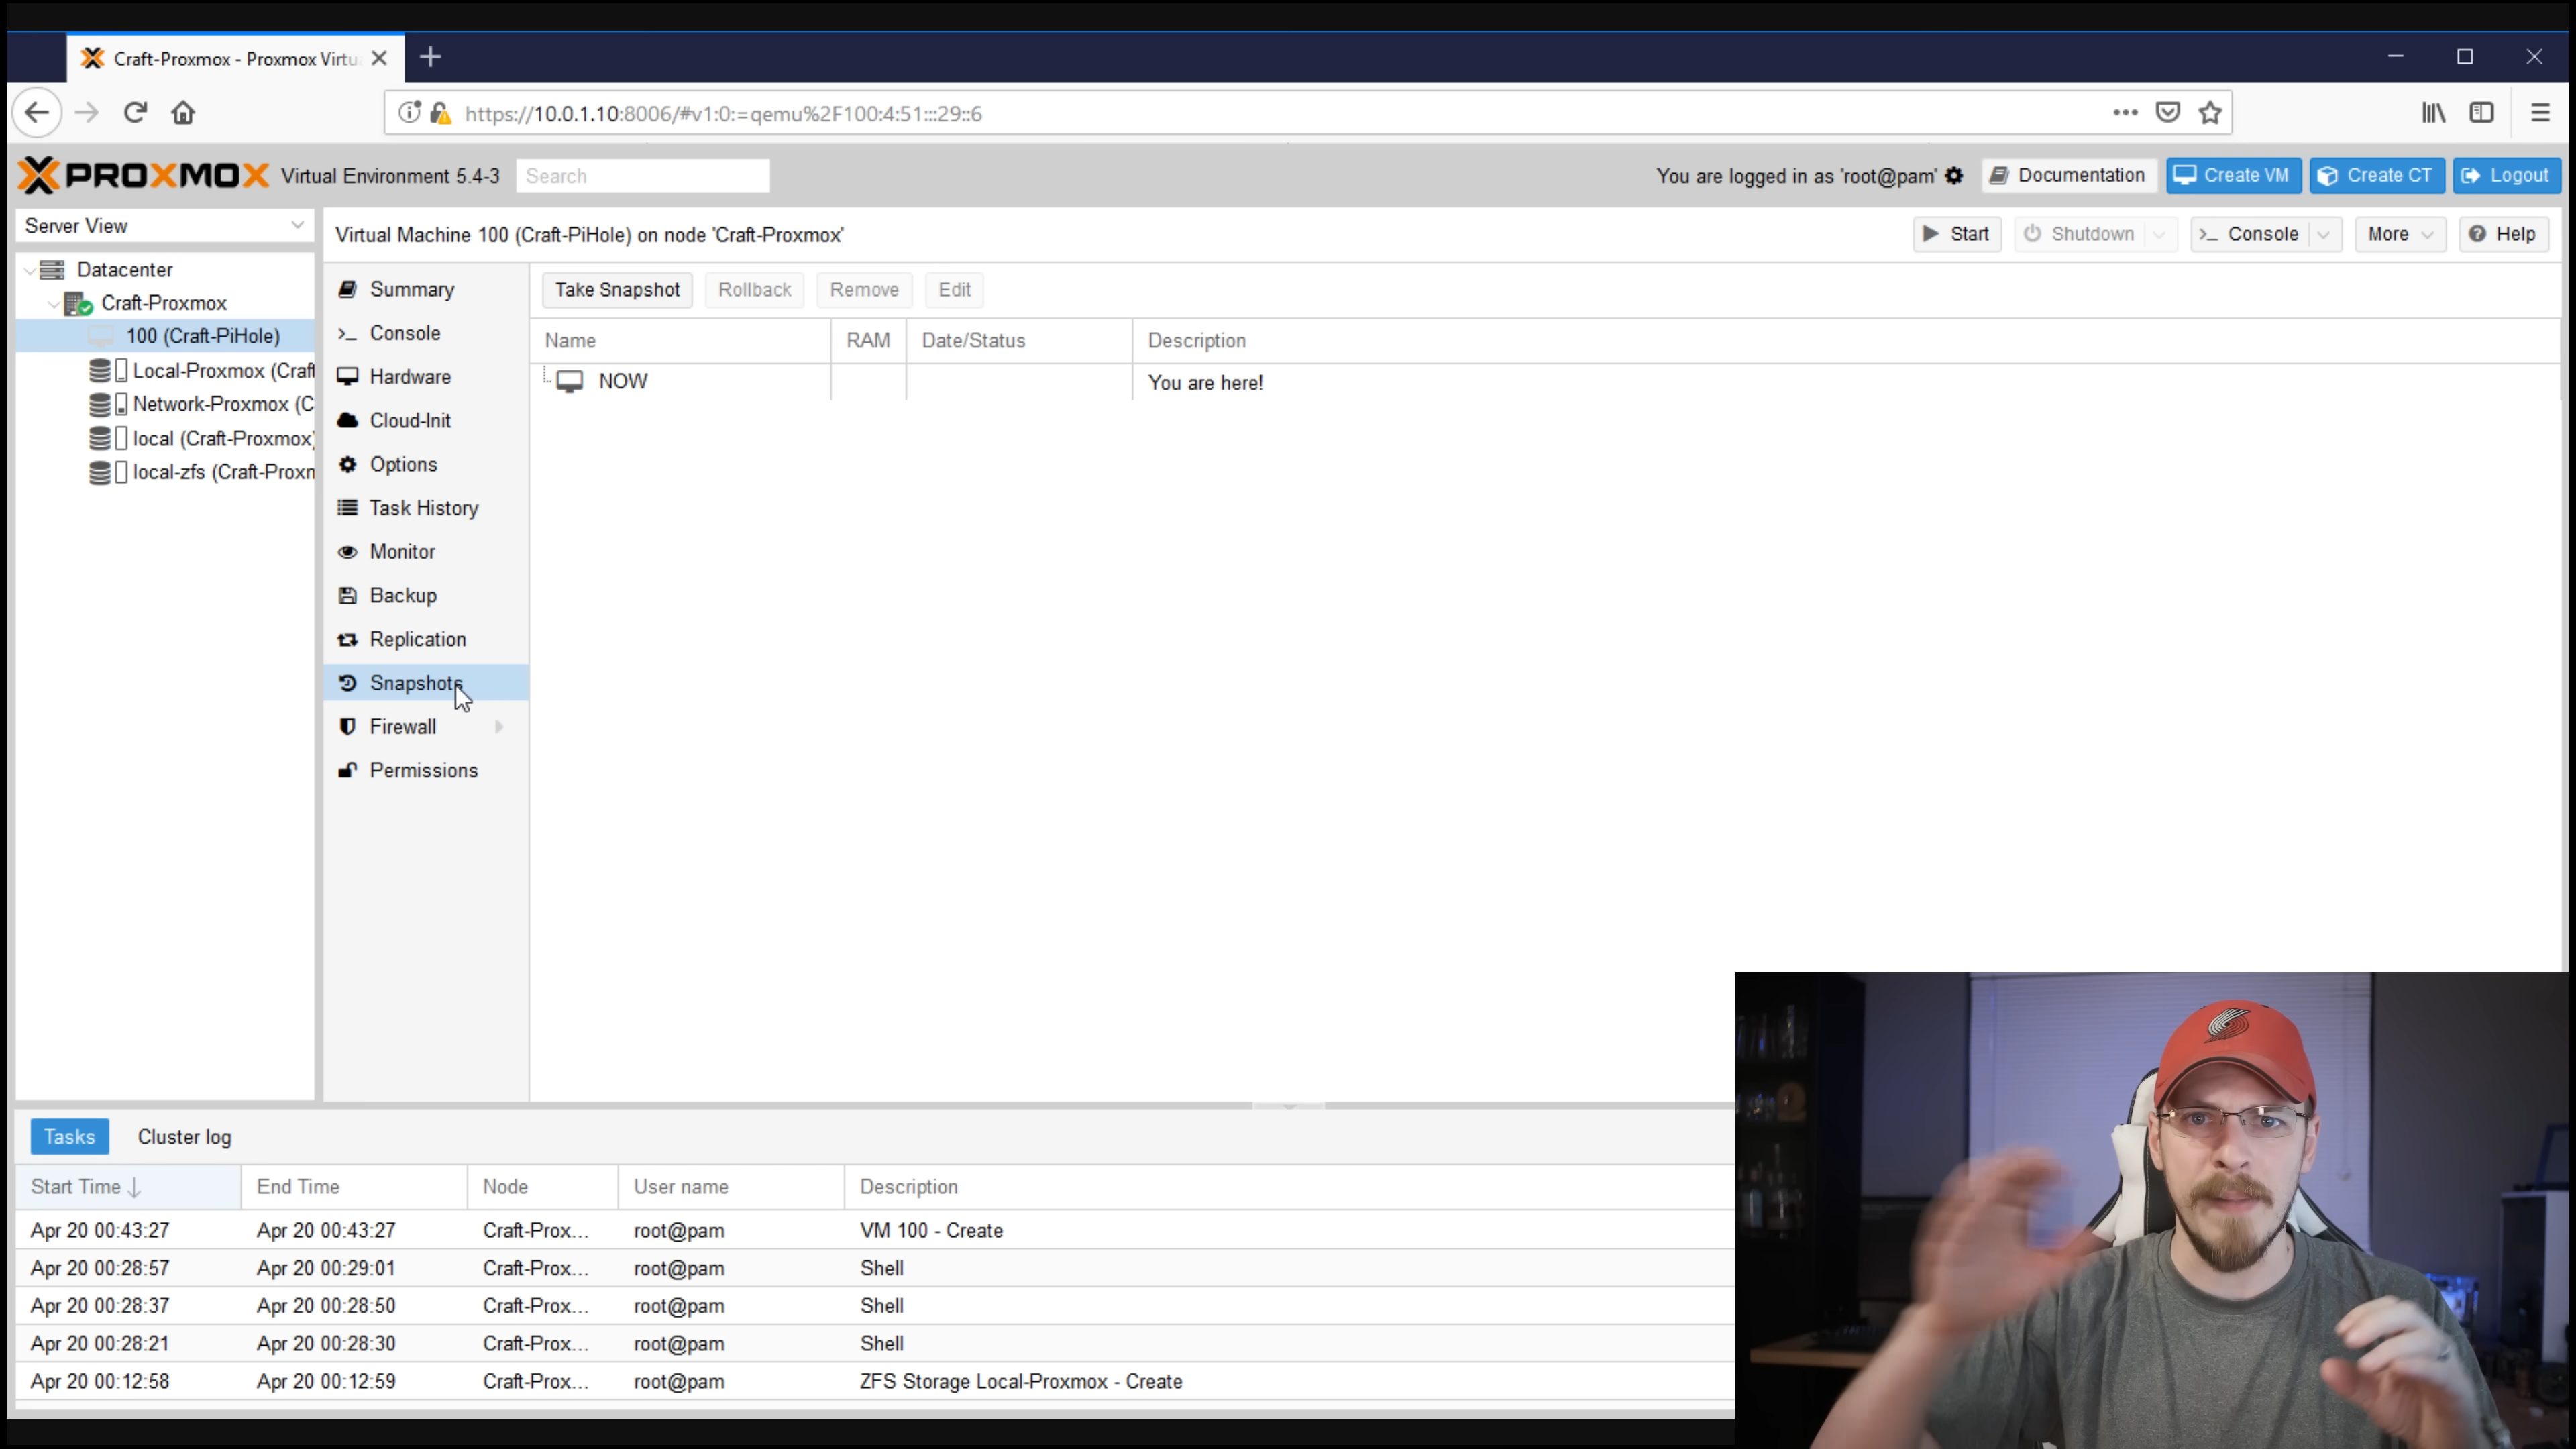 Craft-Proxmox - Proxmox Virtu
https://10.0.1.10:8006/#v1:0:=qemu%2F100:4:51:::29::6
PROXMOX Virtual Environment 5.4-3 Search You are logged in as 'root@pam' Documentation Create VM Create CT Logout
Server View
Virtual Machine 100 (Craft-PiHole) on node 'Craft-Proxmox' Start Shutdown >_ Console More Help
Datacenter
Craft-Proxmox
100 (Craft-PiHole)
Local-Proxmox (Craft
Network-Proxmox (C
local (Craft-Proxmox)
local-zfs (Craft-Proxm
Summary
>_ Console
Hardware
Cloud-Init
Options
Task History
Monitor
Backup
Replication
Snapshots
Firewall
Permissions
Take Snapshot Rollback Remove Edit
Name RAM Date/Status Description
NOW You are here!
Tasks Cluster log
Start Time End Time Node User name Description
Apr 20 00:43:27 Apr 20 00:43:27 Craft-Prox... root@pam VM 100 - Create
Apr 20 00:28:57 Apr 20 00:29:01 Craft-Prox... root@pam Shell
Apr 20 00:28:37 Apr 20 00:28:50 Craft-Prox... root@pam Shell
Apr 20 00:28:21 Apr 20 00:28:30 Craft-Prox... root@pam Shell
Apr 20 00:12:58 Apr 20 00:12:59 Craft-Prox... root@pam ZFS Storage Local-Proxmox - Create